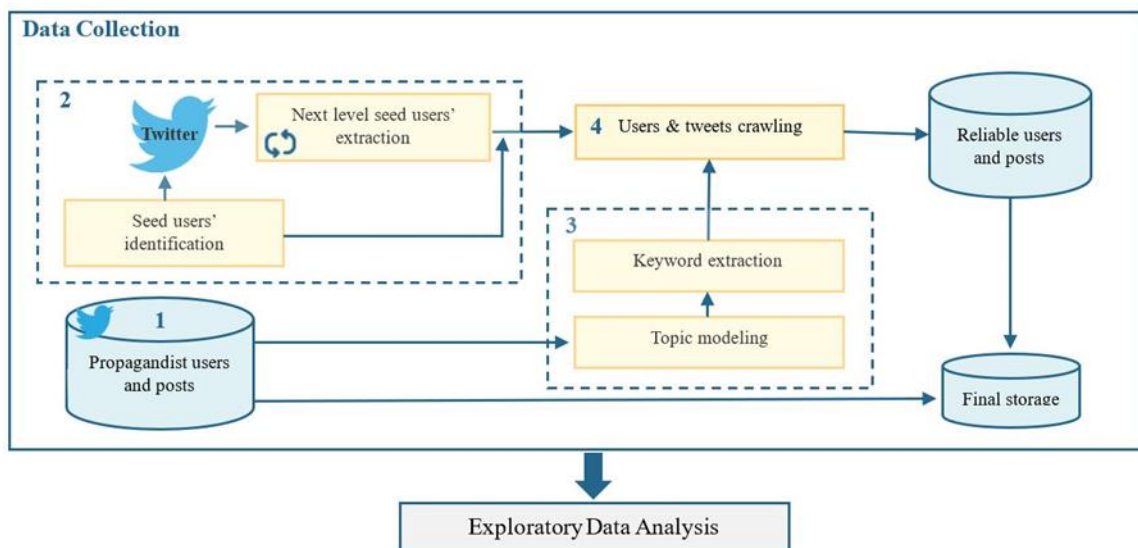 Data Collection
2
Twitter
Next level seed users'
extraction
Seed users'
identification
4 Users & tweets crawling
Reliable users
and posts
3
Keyword extraction
Topic modeling
1
Propagandist users
and posts
Final storage
Exploratory Data Analysis